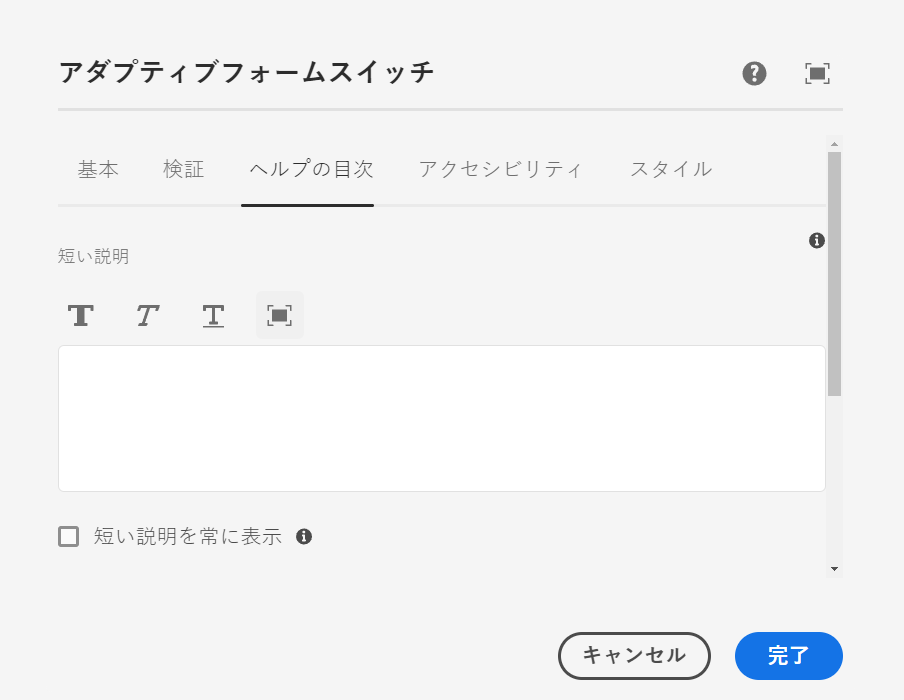 アダプティブフォームスイッチ
基本 検証 ヘルプの目次 アクセシビリティ スタイル
短い説明
T T T
短い説明を常に表示
キャンセル 完了